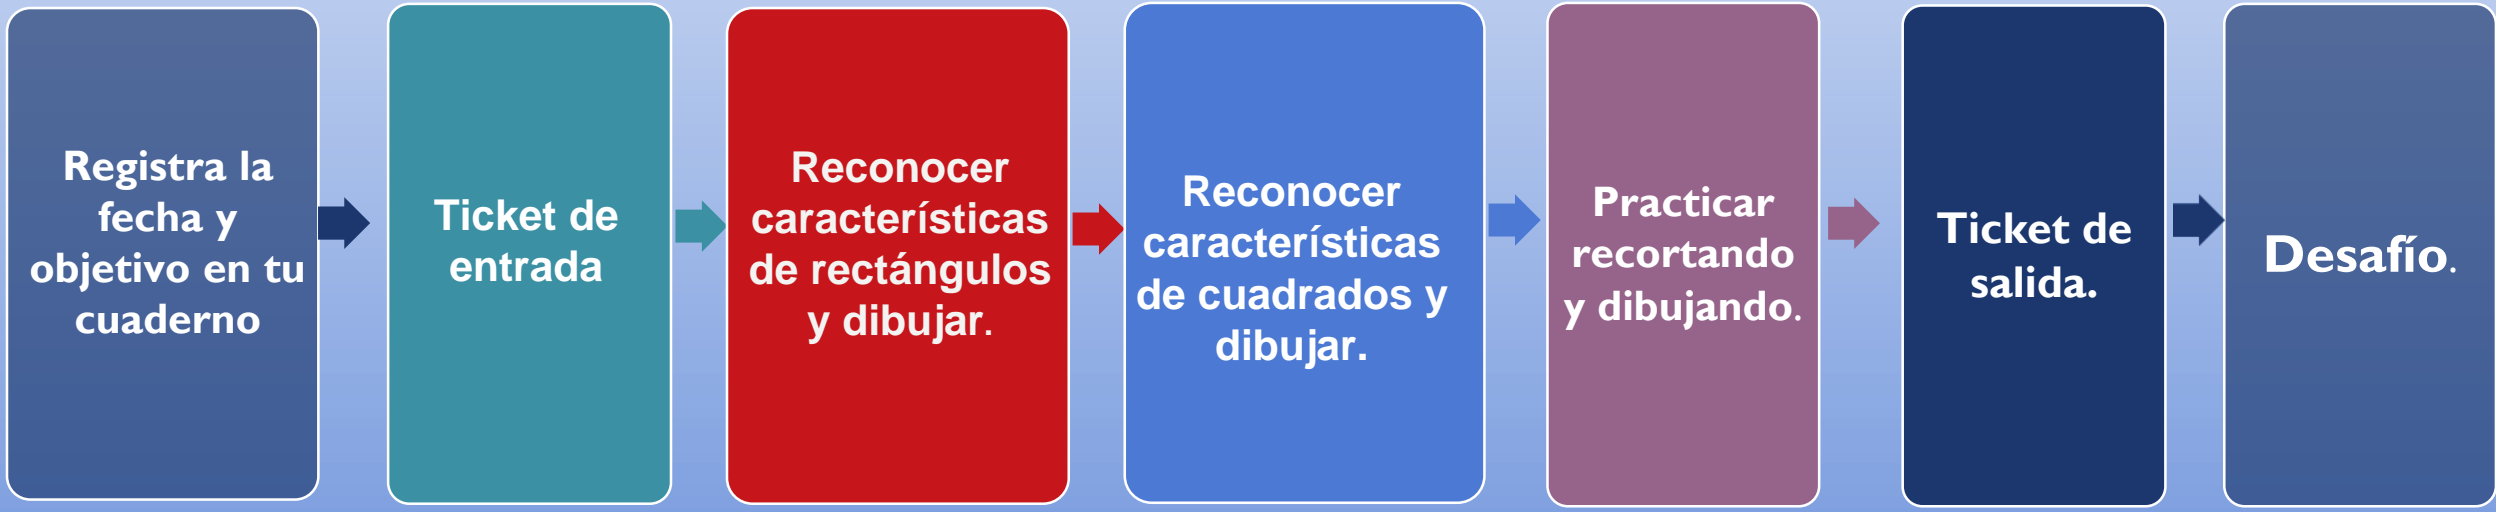 Registra la
fecha y
objetivo en tu
cuaderno
Ticket de
entrada
Reconocer
características
de rectángulos
y dibujar.
Reconocer
características
de cuadrados y
dibujar.
Practicar
recortando
y dibujando.
Ticket de
salida.
Desafío.